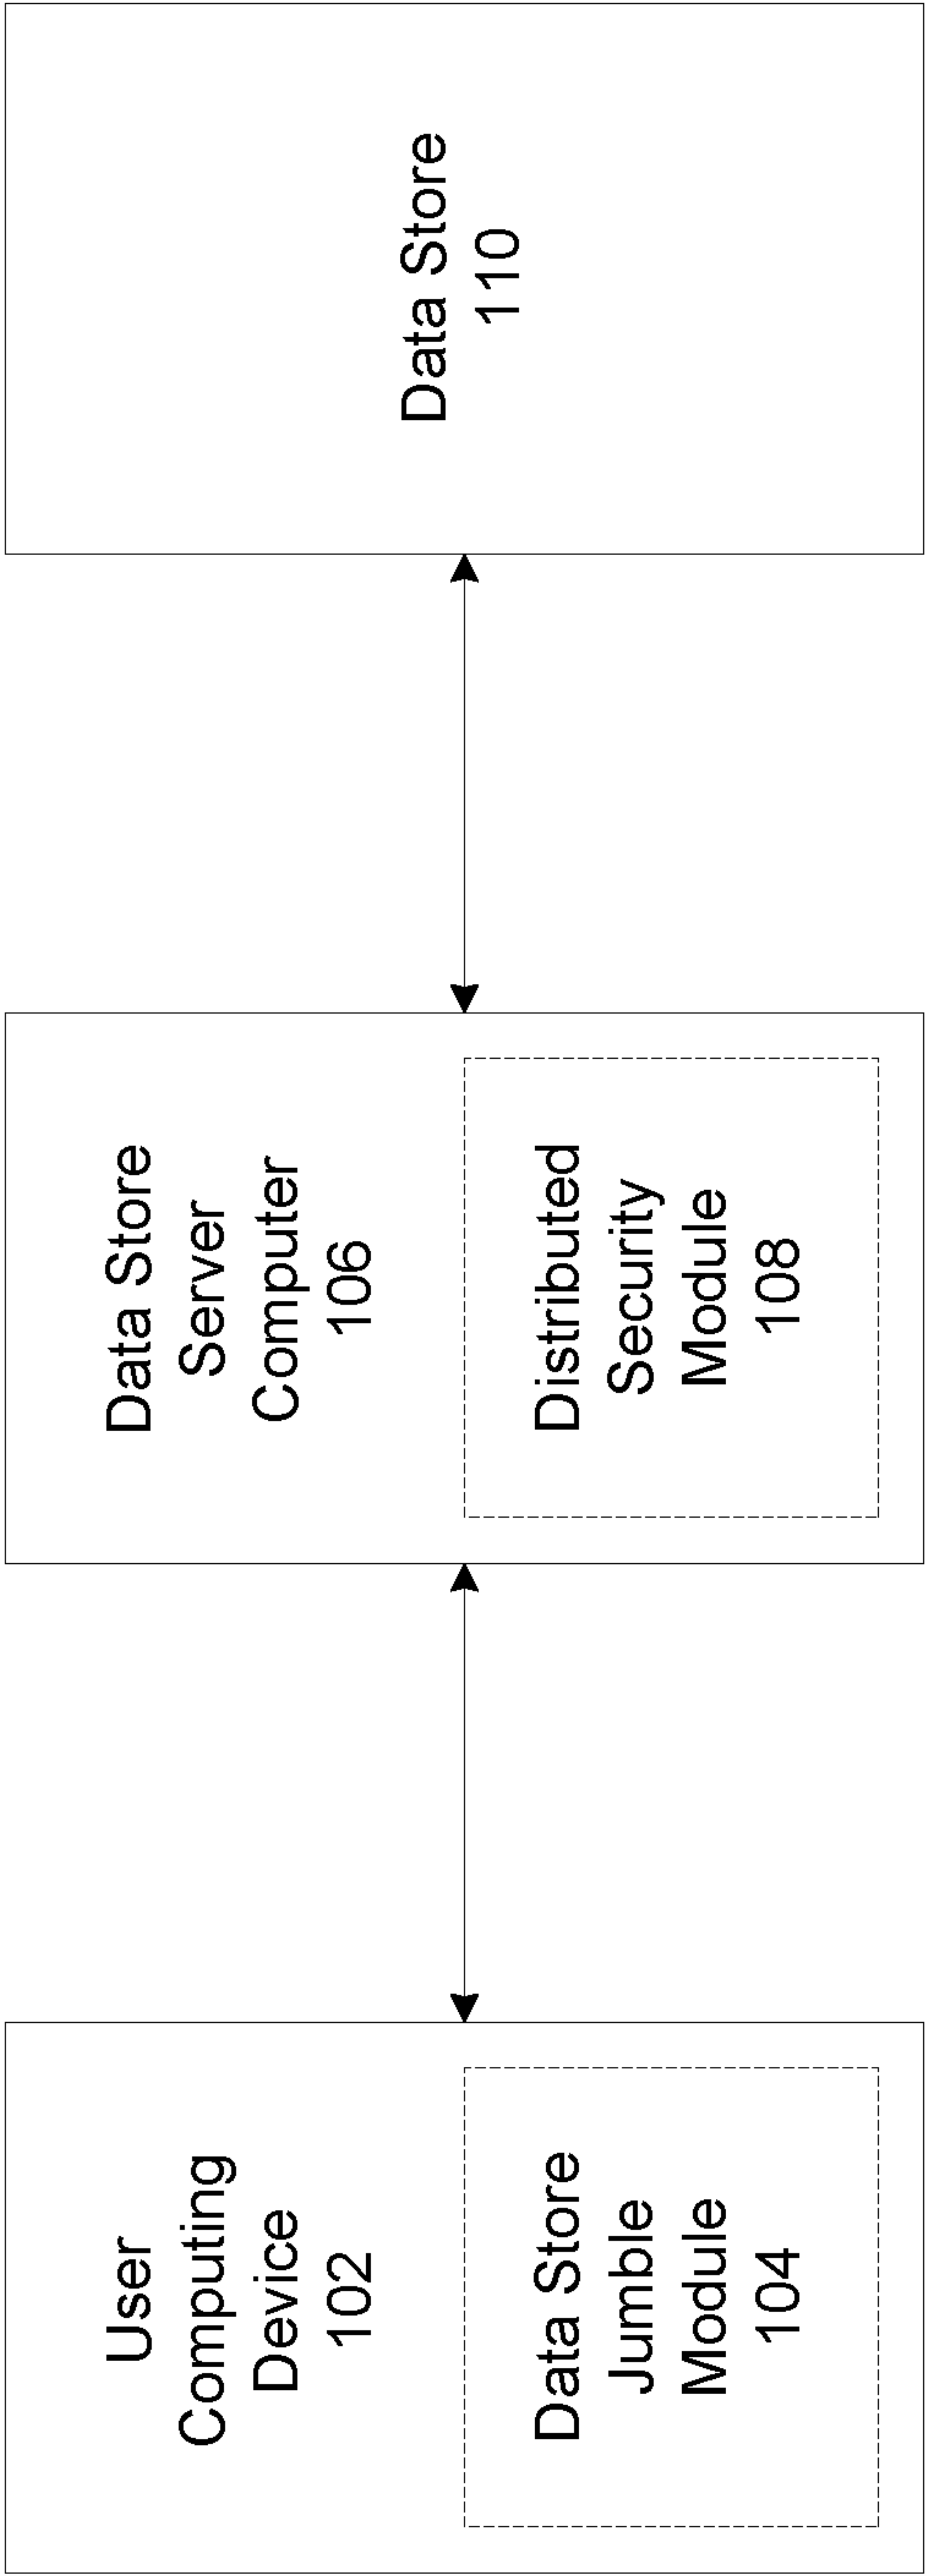 User
Computing
Device
102
Data Store
Jumble
Module
104
Data Store
Server
Computer
106
Distributed
Security
Module
108
Data Store
110